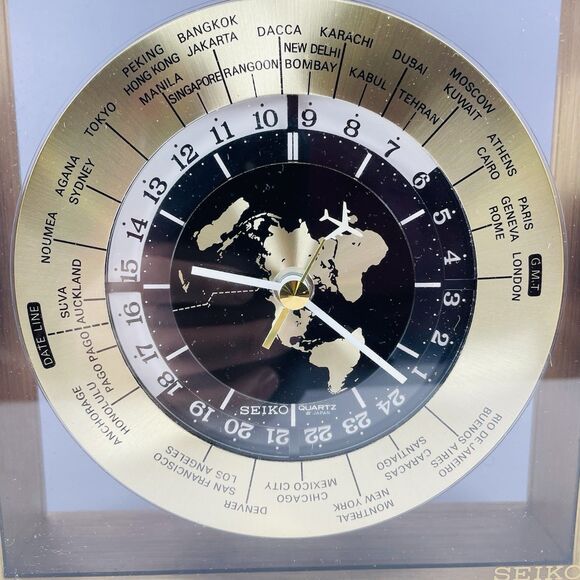 BANGKOK
JAKARTA
DACCA
NEW DELHI
BOMBAY
KARACHI
KABUL
DUBAI
TEHRAN
MOSCOW
KUWAIT
ATHENS
CAIRO
PARIS
GENEVA
ROME
LONDON
G.M.T
RIO DE JANEIRO
BUENOS AIRES
CARACAS
SANTIAGO
NEW YORK
MONTREAL
CHICAGO
MEXICO CITY
DENVER
SAN FRANCISCO
LOS ANGELES
ANCHORAGE
HONOLULU
PAGO PAGO
DATE LINE
SUVA
AUCKLAND
NOUMEA
AGANA
SYDNEY
TOKYO
PEKING
HONG KONG
MANILA
SINGAPORE
RANGOON
9
8
7
6
5
4
3
2
1
24
23
22
21
20
19
18
17
16
15
14
13
12
11
10
SEIKO QUARTZ
JAPAN
SEIKO